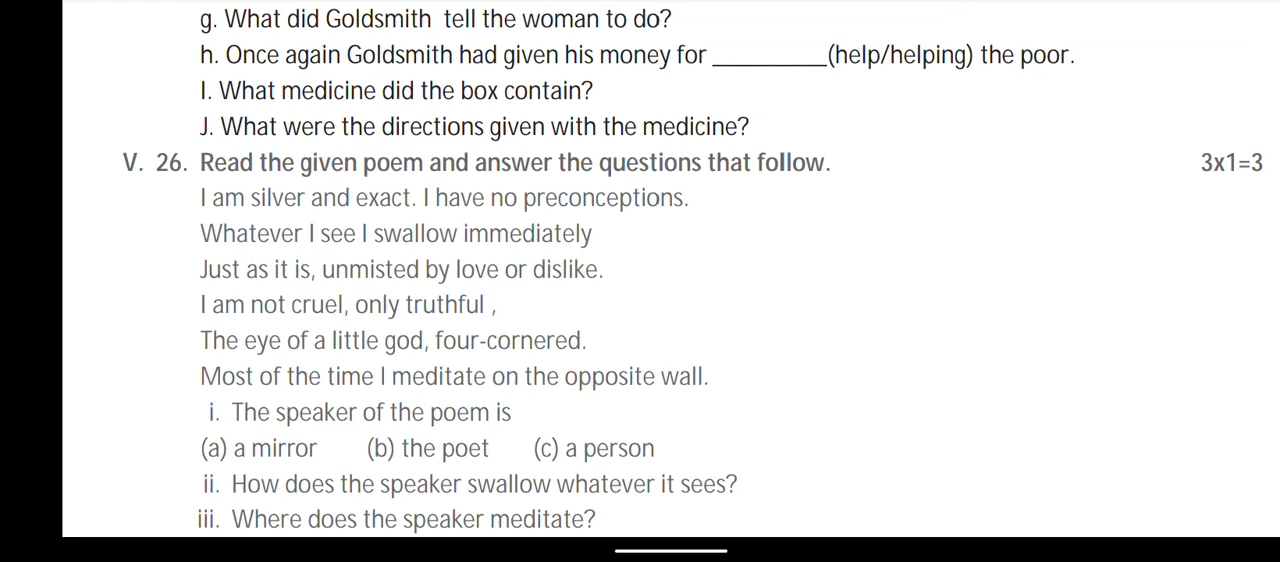 g. What did Goldsmith tell the woman to do?
h. Once again Goldsmith had given his money for _________(help/helping) the poor.
I. What medicine did the box contain?
J. What were the directions given with the medicine?
V. 26. Read the given poem and answer the questions that follow. 3x1=3
I am silver and exact. I have no preconceptions.
Whatever I see I swallow immediately
Just as it is, unmisted by love or dislike.
I am not cruel, only truthful ,
The eye of a little god, four-cornered.
Most of the time I meditate on the opposite wall.
i. The speaker of the poem is
(a) a mirror (b) the poet (c) a person
ii. How does the speaker swallow whatever it sees?
iii. Where does the speaker meditate?